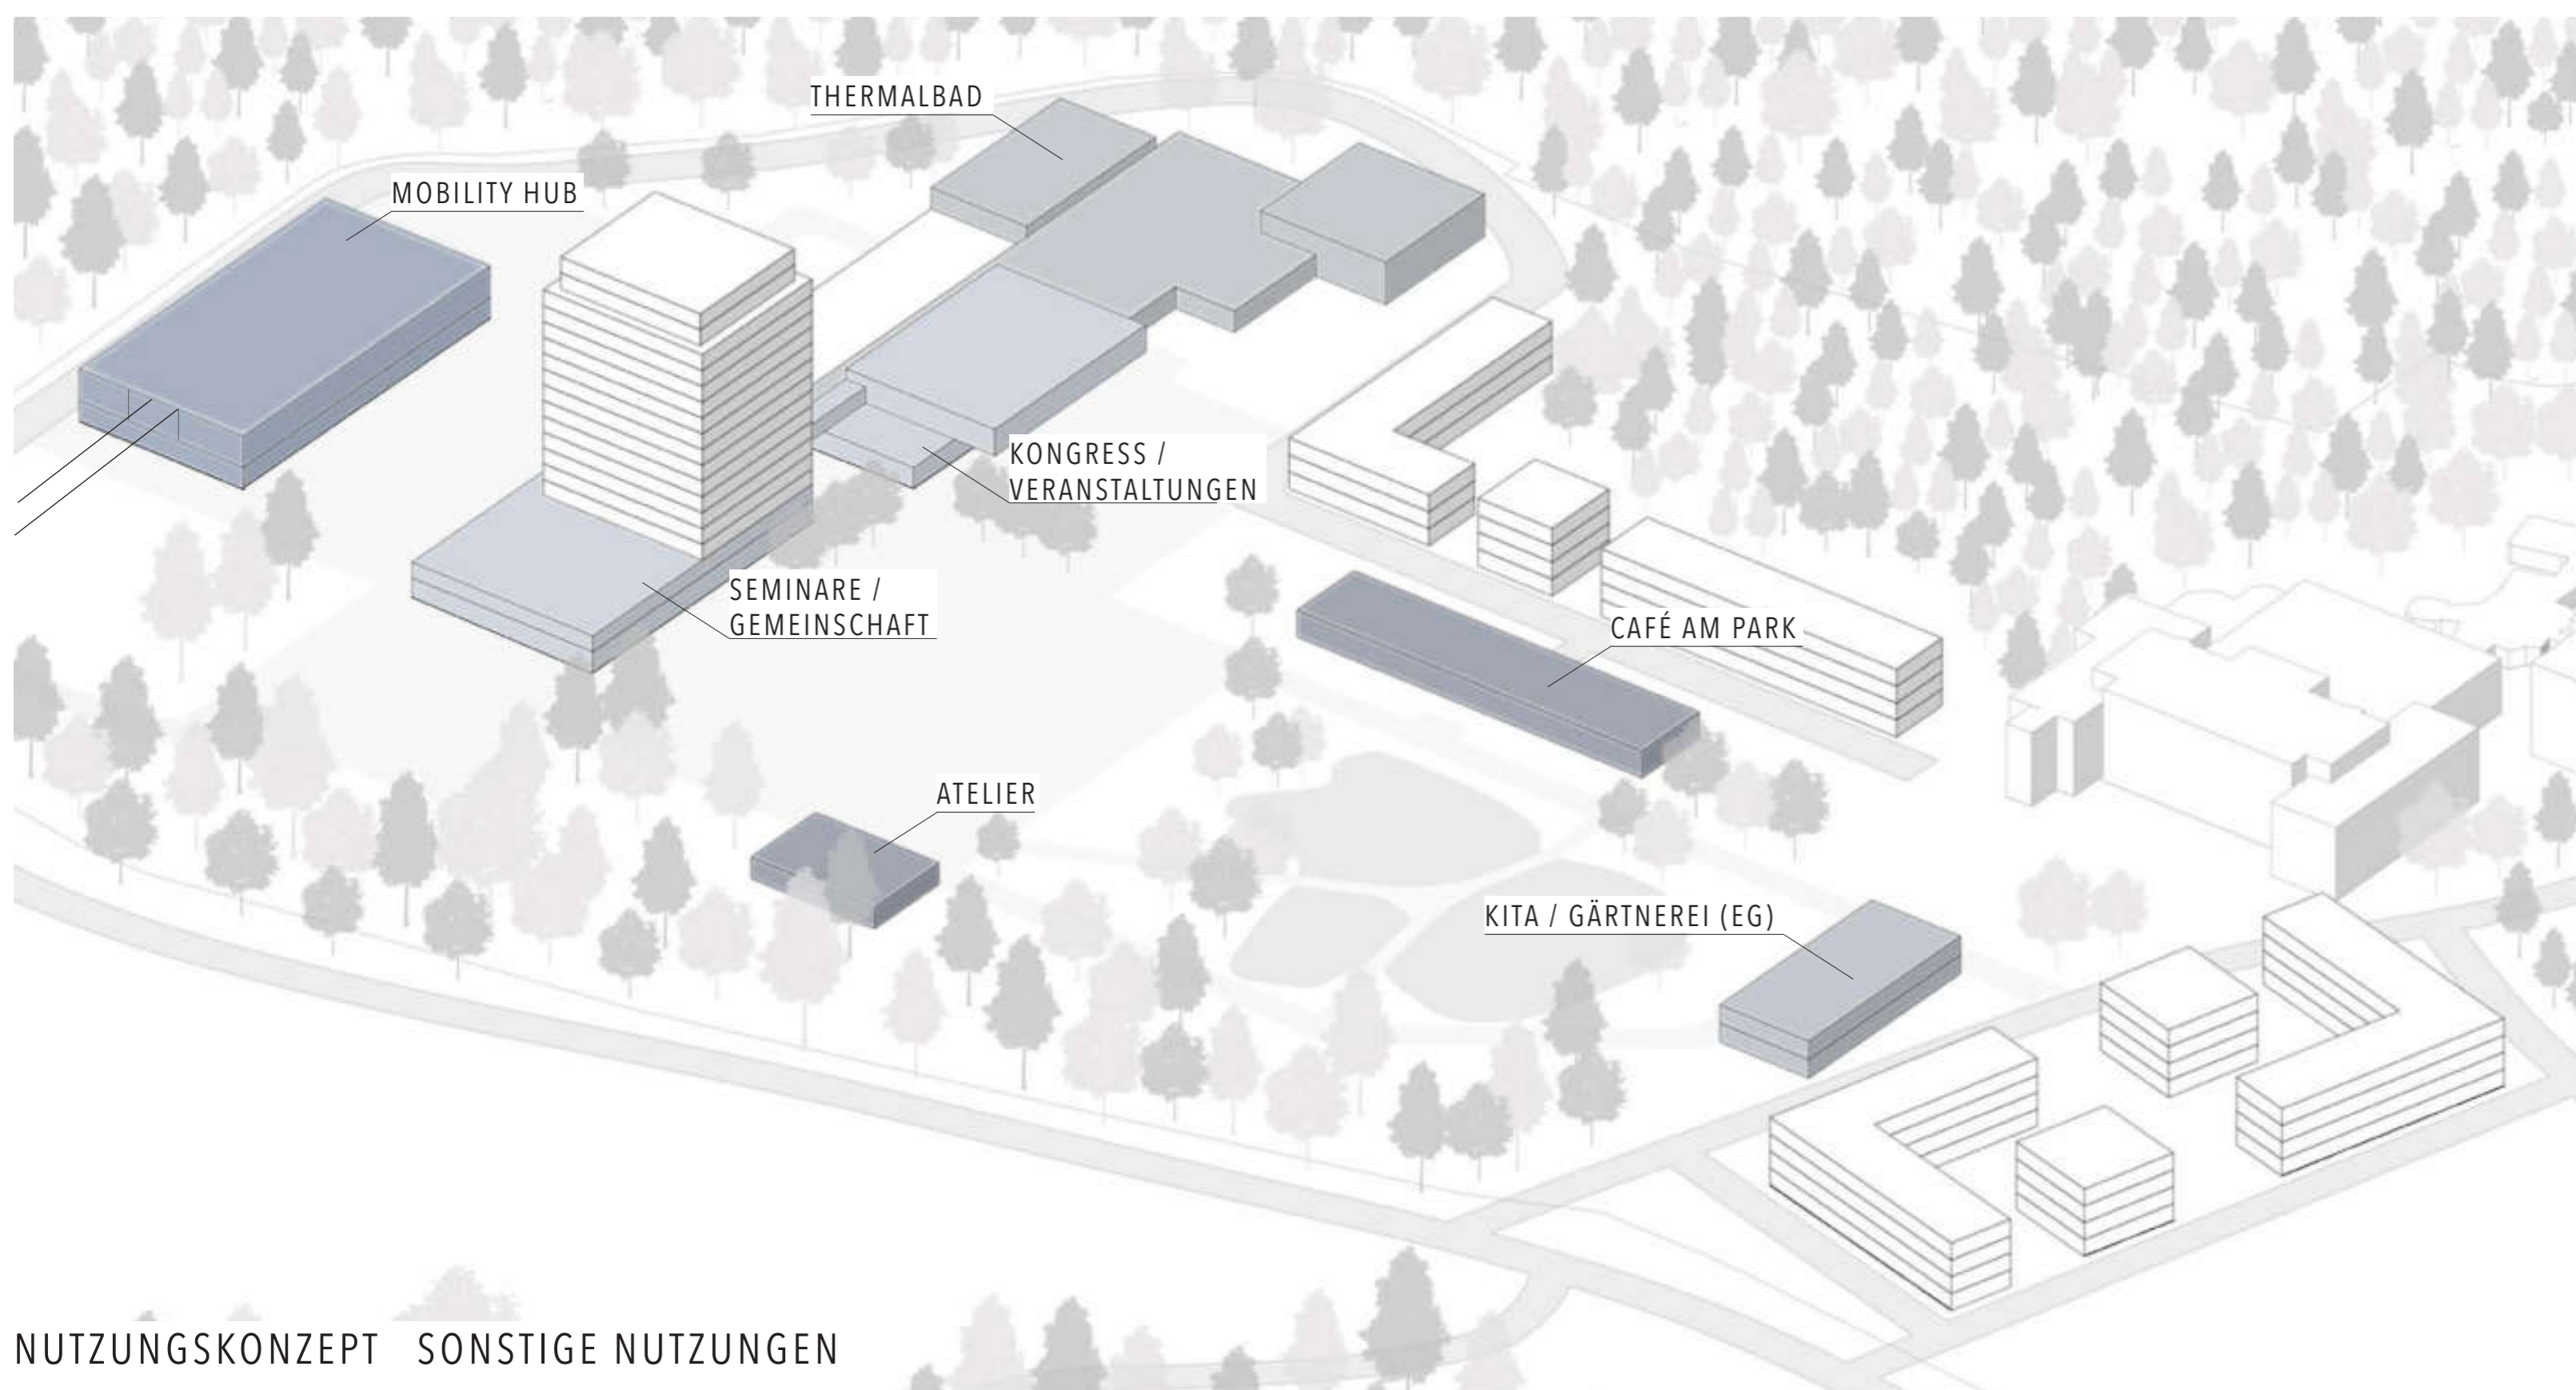 THERMALBAD
MOBILITY HUB
KONGRESS /
VERANSTALTUNGEN
SEMINARE /
GEMEINSCHAFT
CAFÉ AM PARK
ATELIER
KITA / GÄRTNEREI (EG)
NUTZUNGSKONZEPT SONSTIGE NUTZUNGEN